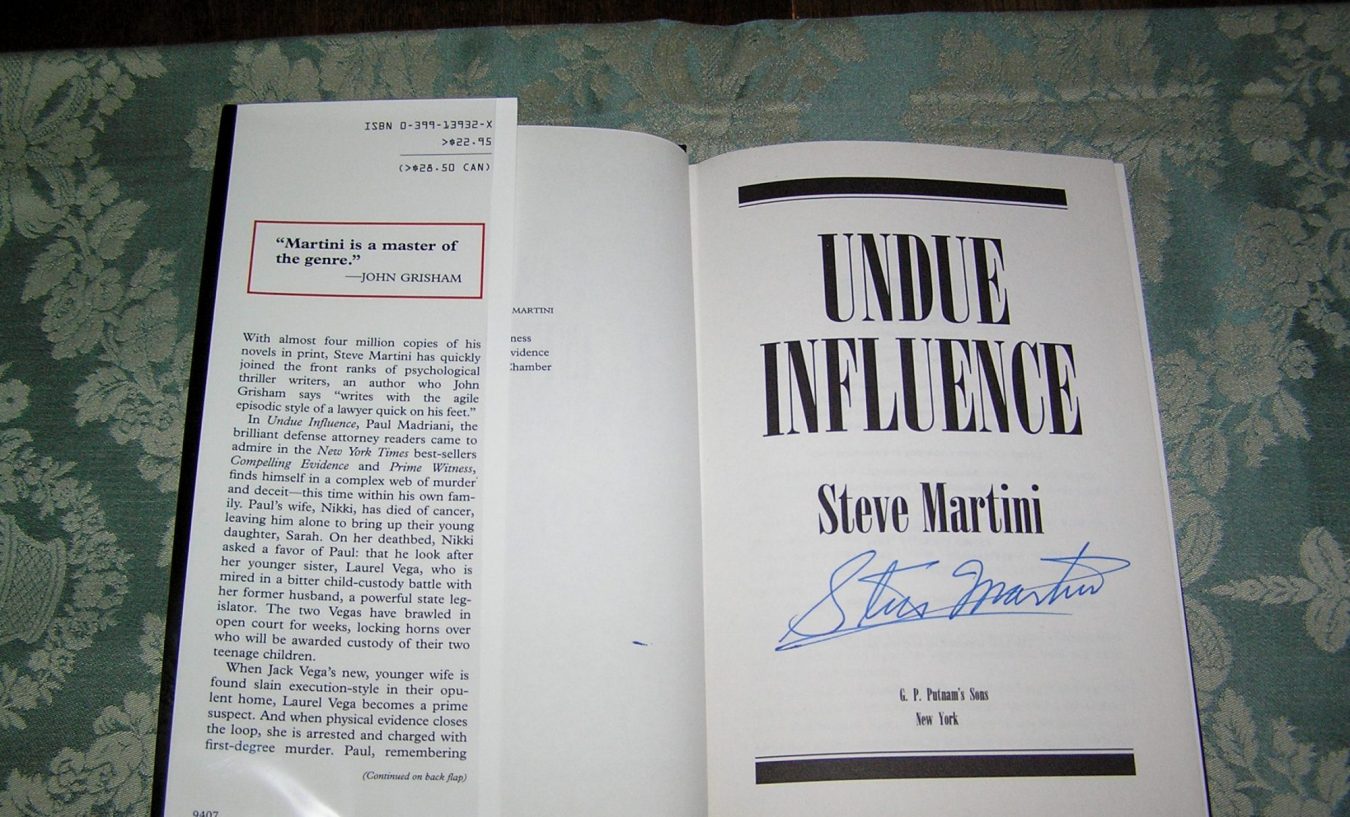 ISBN 0-399-13932-X
>$22.95
(>$28.50 CAN)
“Martini is a master of
the genre.”
—JOHN GRISHAM
With almost four million copies of his
novels in print, Steve Martini has quickly
joined the front ranks of psychological
thriller writers, an author who John
Grisham says “writes with the agile
episodic style of a lawyer quick on his feet.”
In Undue Influence, Paul Madriani, the
brilliant defense attorney readers came to
admire in the New York Times best-sellers
Compelling Evidence and Prime Witness,
finds himself in a complex web of murder
and deceit—this time within his own fam-
ily. Paul’s wife, Nikki, has died of cancer,
leaving him alone to bring up their young
daughter, Sarah. On her deathbed, Nikki
asked a favor of Paul: that he look after
her younger sister, Laurel Vega, who is
mired in a bitter child-custody battle with
her former husband, a powerful state leg-
islator. The two Vegas have brawled in
open court for weeks, locking horns over
who will be awarded custody of their two
teenage children.
When Jack Vega’s new, younger wife is
found slain execution-style in their opu-
lent home, Laurel Vega becomes a prime
suspect. And when physical evidence closes
the loop, she is arrested and charged with
first-degree murder. Paul, remembering
(Continued on back flap)
9407
MARTINI
ness
vidence
Chamber
UNDUE
INFLUENCE
Steve Martini
Steve Martini
G. P. Putnam's Sons
New York